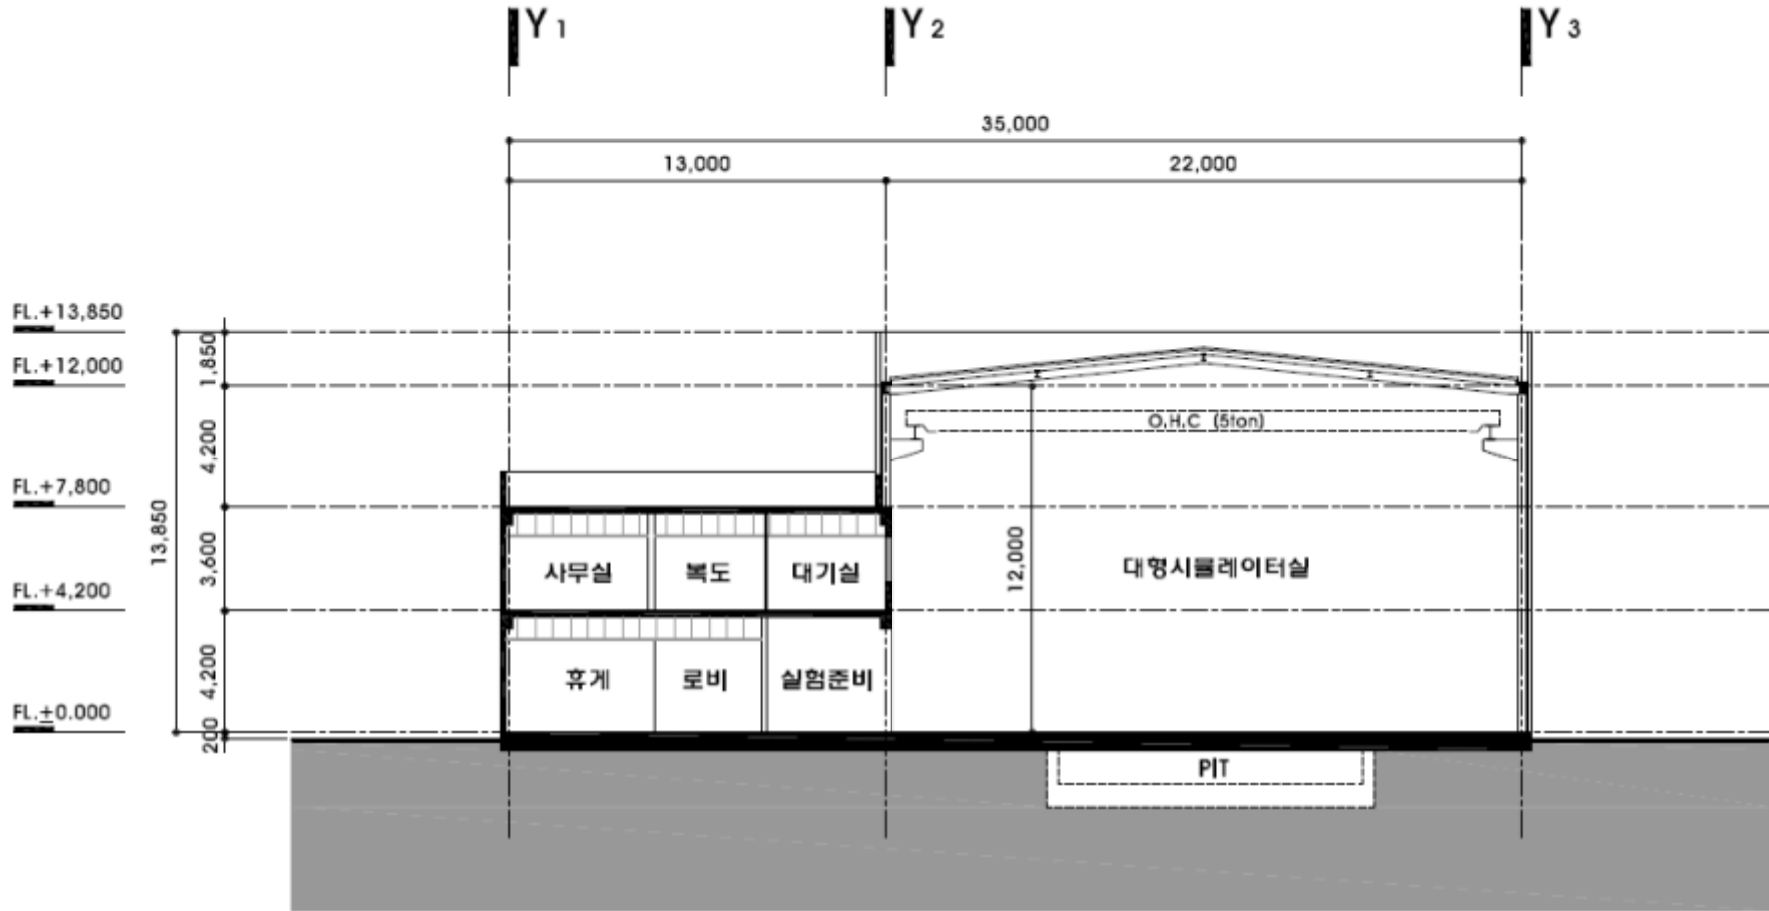 Y 1
Y 2
Y 3
35,000
13,000
22,000
FL.+13,850
FL.+12,000
FL.+7,800
FL.+4,200
FL.±0.000
1,850
4,200
3,600
4,200
200
13,850
O.H.C (5ton)
12,000
사무실
복도
대기실
대형시뮬레이터실
휴게
로비
실험준비
PIT